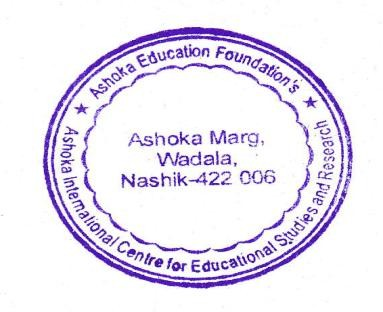 ★ Ashoka Education Foundation's ★
Ashoka International Centre for Educational Studies and Research
Ashoka Marg,
Wadala,
Nashik-422 006